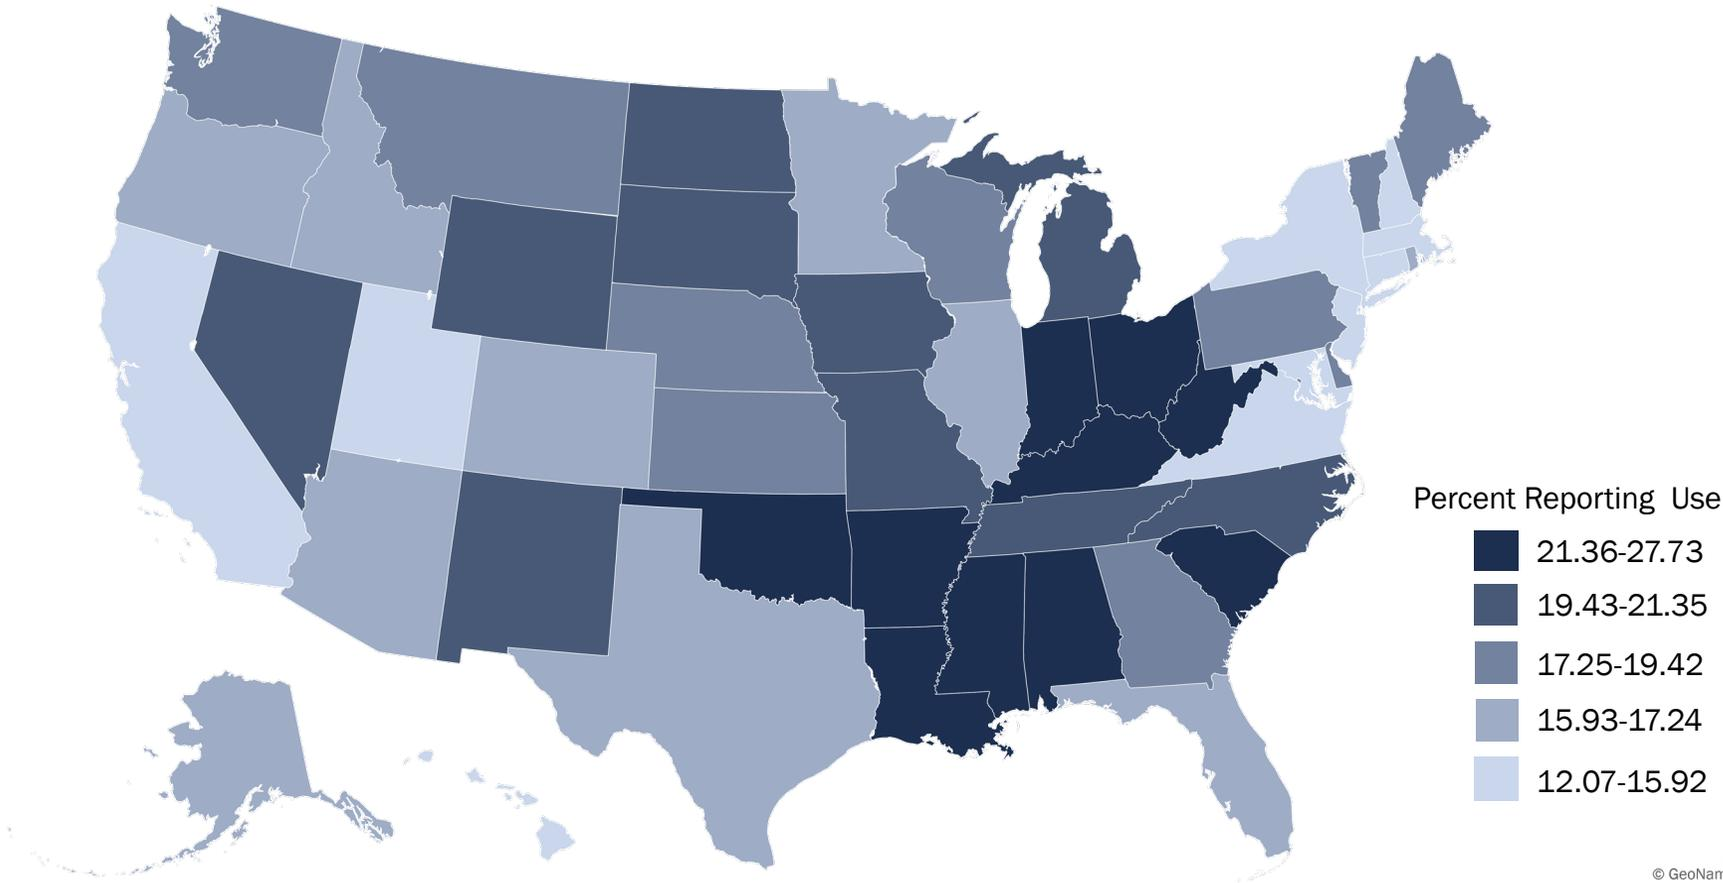 Percent Reporting Use
21.36-27.73
19.43-21.35
17.25-19.42
15.93-17.24
12.07-15.92
© GeoNam